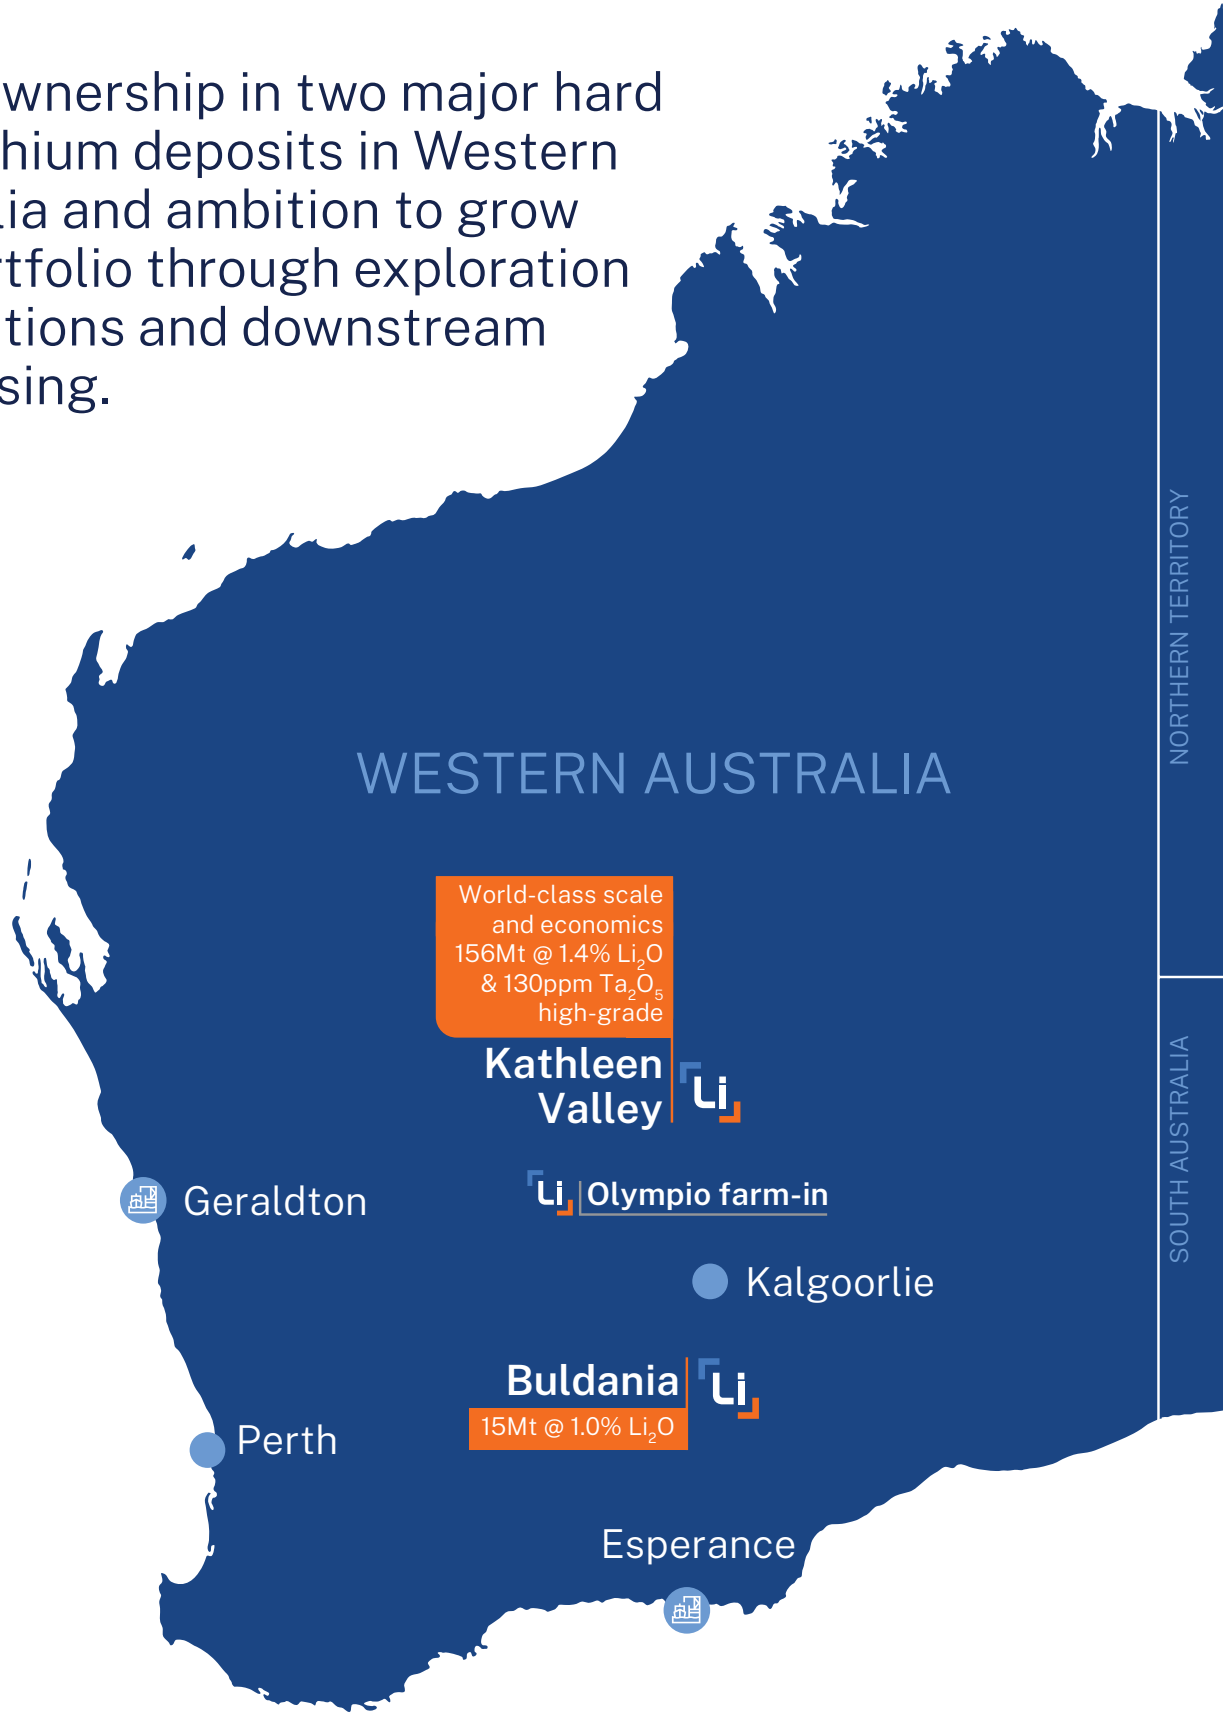 wnership in two major hard
hium deposits in Western
lia and ambition to grow
rtfolio through exploration
tions and downstream
sing.
NORTHERN TERRITORY
WESTERN AUSTRALIA
World-class scale
and economics
156Mt @ 1.4% Li₂O
& 130ppm Ta₂O₅
high-grade
Kathleen
Valley
Li
SOUTH AUSTRALIA
Geraldton
Li Olympio farm-in
Kalgoorlie
Buldania
Li
15Mt @ 1.0% Li₂O
Perth
Esperance